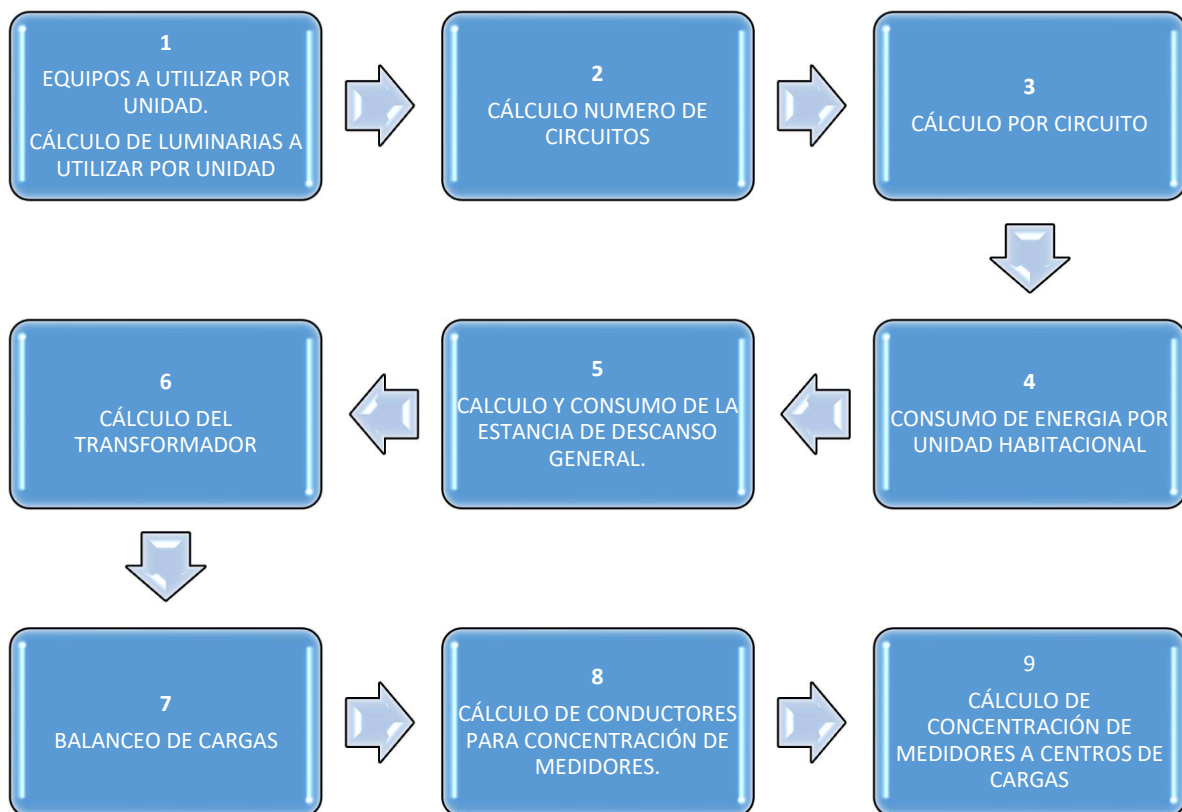 1
EQUIPOS A UTILIZAR POR
UNIDAD.
CÁLCULO DE LUMINARIAS A
UTILIZAR POR UNIDAD
2
CÁLCULO NUMERO DE
CIRCUITOS
3
CÁLCULO POR CIRCUITO
4
CONSUMO DE ENERGIA POR
UNIDAD HABITACIONAL
5
CALCULO Y CONSUMO DE LA
ESTANCIA DE DESCANSO
GENERAL.
6
CÁLCULO DEL
TRANSFORMADOR
7
BALANCEO DE CARGAS
8
CÁLCULO DE CONDUCTORES
PARA CONCENTRACIÓN DE
MEDIDORES.
9
CÁLCULO DE
CONCENTRACIÓN DE
MEDIDORES A CENTROS DE
CARGAS